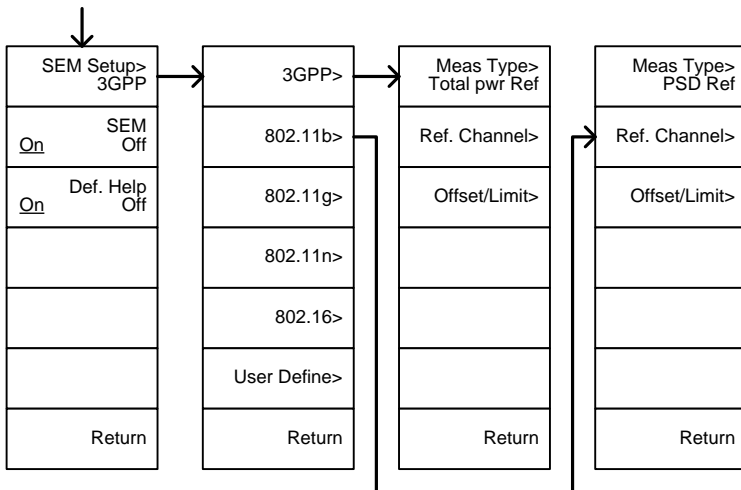 SEM Setup>
3GPP
SEM
On Off
Def. Help
On Off
Return
3GPP>
802.11b>
802.11g>
802.11n>
802.16>
User Define>
Return
Meas Type>
Total pwr Ref
Ref. Channel>
Offset/Limit>
Return
Meas Type>
PSD Ref
Ref. Channel>
Offset/Limit>
Return